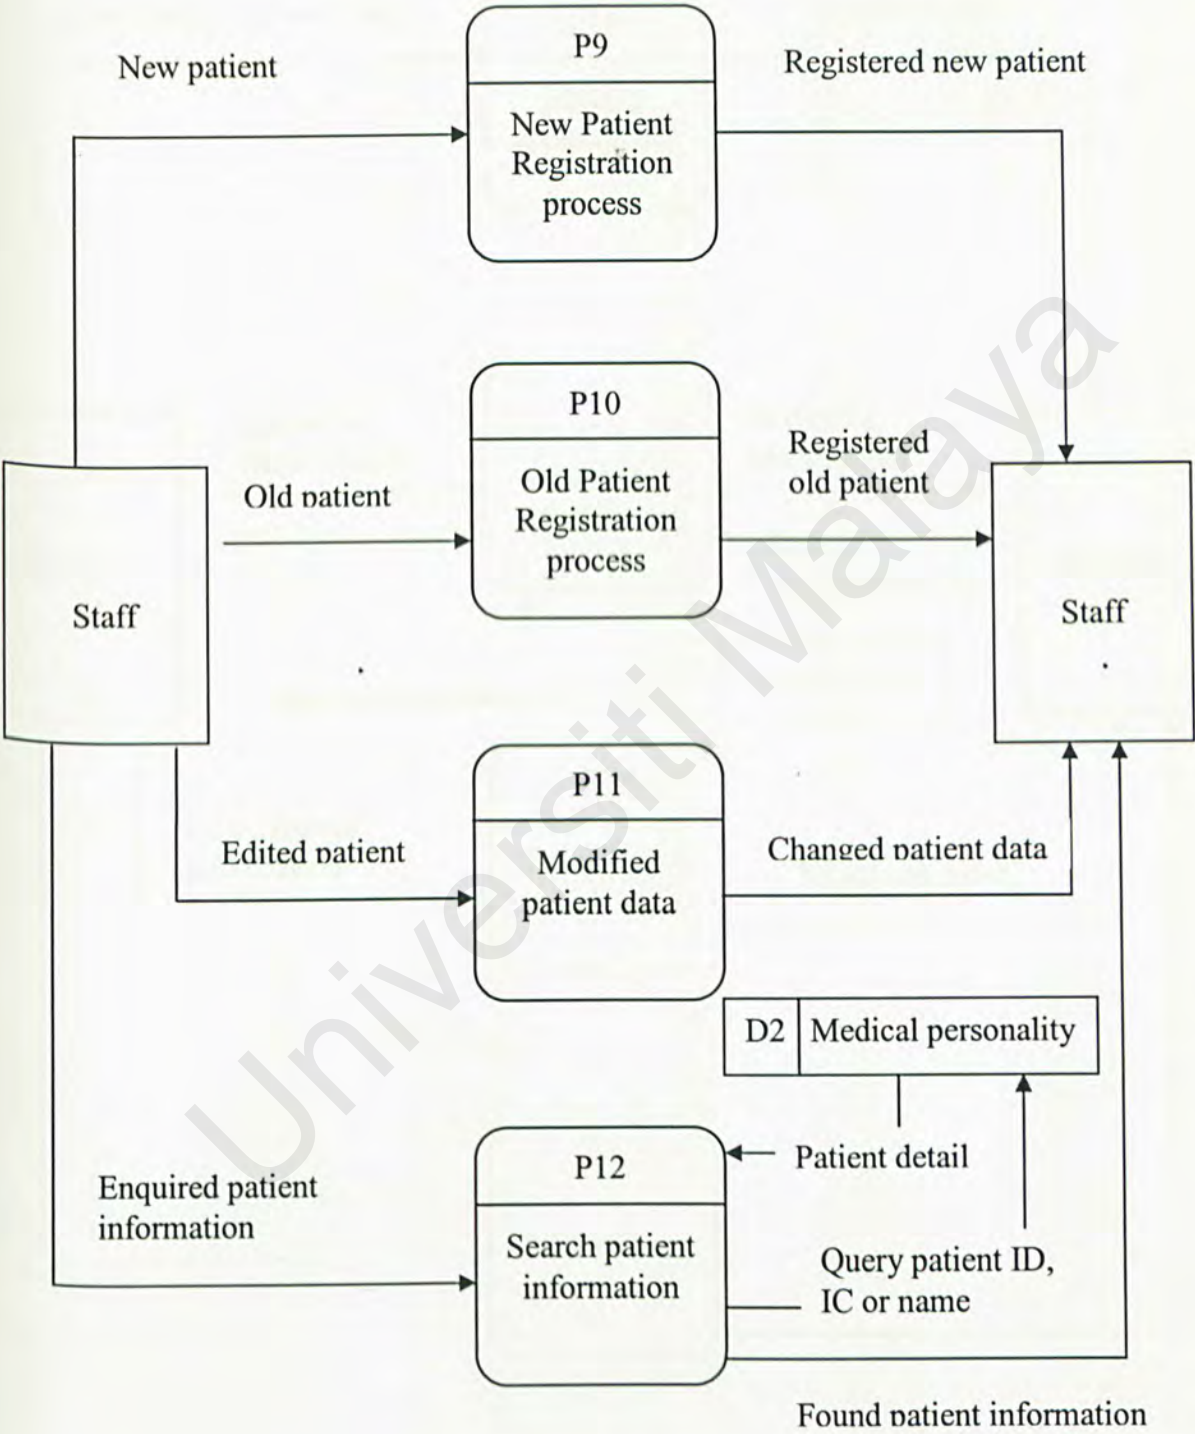 New patient
P9
Registered new patient
New Patient
Registration
process
P10
Old patient
Registered
old patient
Old Patient
Registration
process
Staff
Staff
P11
Edited patient
Changed patient data
Modified
patient data
D2 Medical personality
P12
Patient detail
Enquired patient
information
Search patient
information
Query patient ID,
IC or name
Found patient information
Universiti Malaya